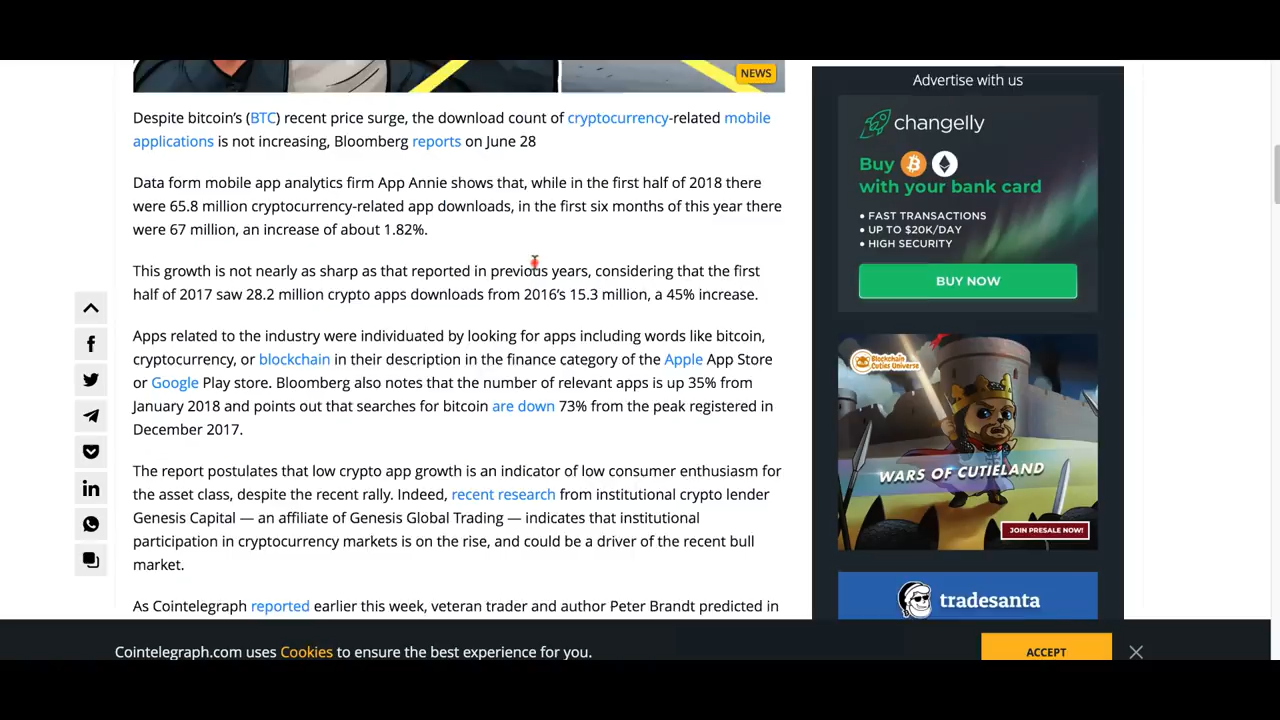 NEWS
Despite bitcoin's (BTC) recent price surge, the download count of cryptocurrency-related mobile
applications is not increasing, Bloomberg reports on June 28
Data form mobile app analytics firm App Annie shows that, while in the first half of 2018 there
were 65.8 million cryptocurrency-related app downloads, in the first six months of this year there
were 67 million, an increase of about 1.82%.
This growth is not nearly as sharp as that reported in previous years, considering that the first
half of 2017 saw 28.2 million crypto apps downloads from 2016's 15.3 million, a 45% increase.
Apps related to the industry were individuated by looking for apps including words like bitcoin,
cryptocurrency, or blockchain in their description in the finance category of the Apple App Store
or Google Play store. Bloomberg also notes that the number of relevant apps is up 35% from
January 2018 and points out that searches for bitcoin are down 73% from the peak registered in
December 2017.
The report postulates that low crypto app growth is an indicator of low consumer enthusiasm for
the asset class, despite the recent rally. Indeed, recent research from institutional crypto lender
Genesis Capital — an affiliate of Genesis Global Trading — indicates that institutional
participation in cryptocurrency markets is on the rise, and could be a driver of the recent bull
market.
As Cointelegraph reported earlier this week, veteran trader and author Peter Brandt predicted in
Advertise with us
changelly
Buy
with your bank card
• FAST TRANSACTIONS
• UP TO $20K/DAY
• HIGH SECURITY
BUY NOW
Blockchain
Cuties Universe
WARS OF CUTIELAND
JOIN PRESALE NOW!
tradesanta
Cointelegraph.com uses Cookies to ensure the best experience for you.
ACCEPT